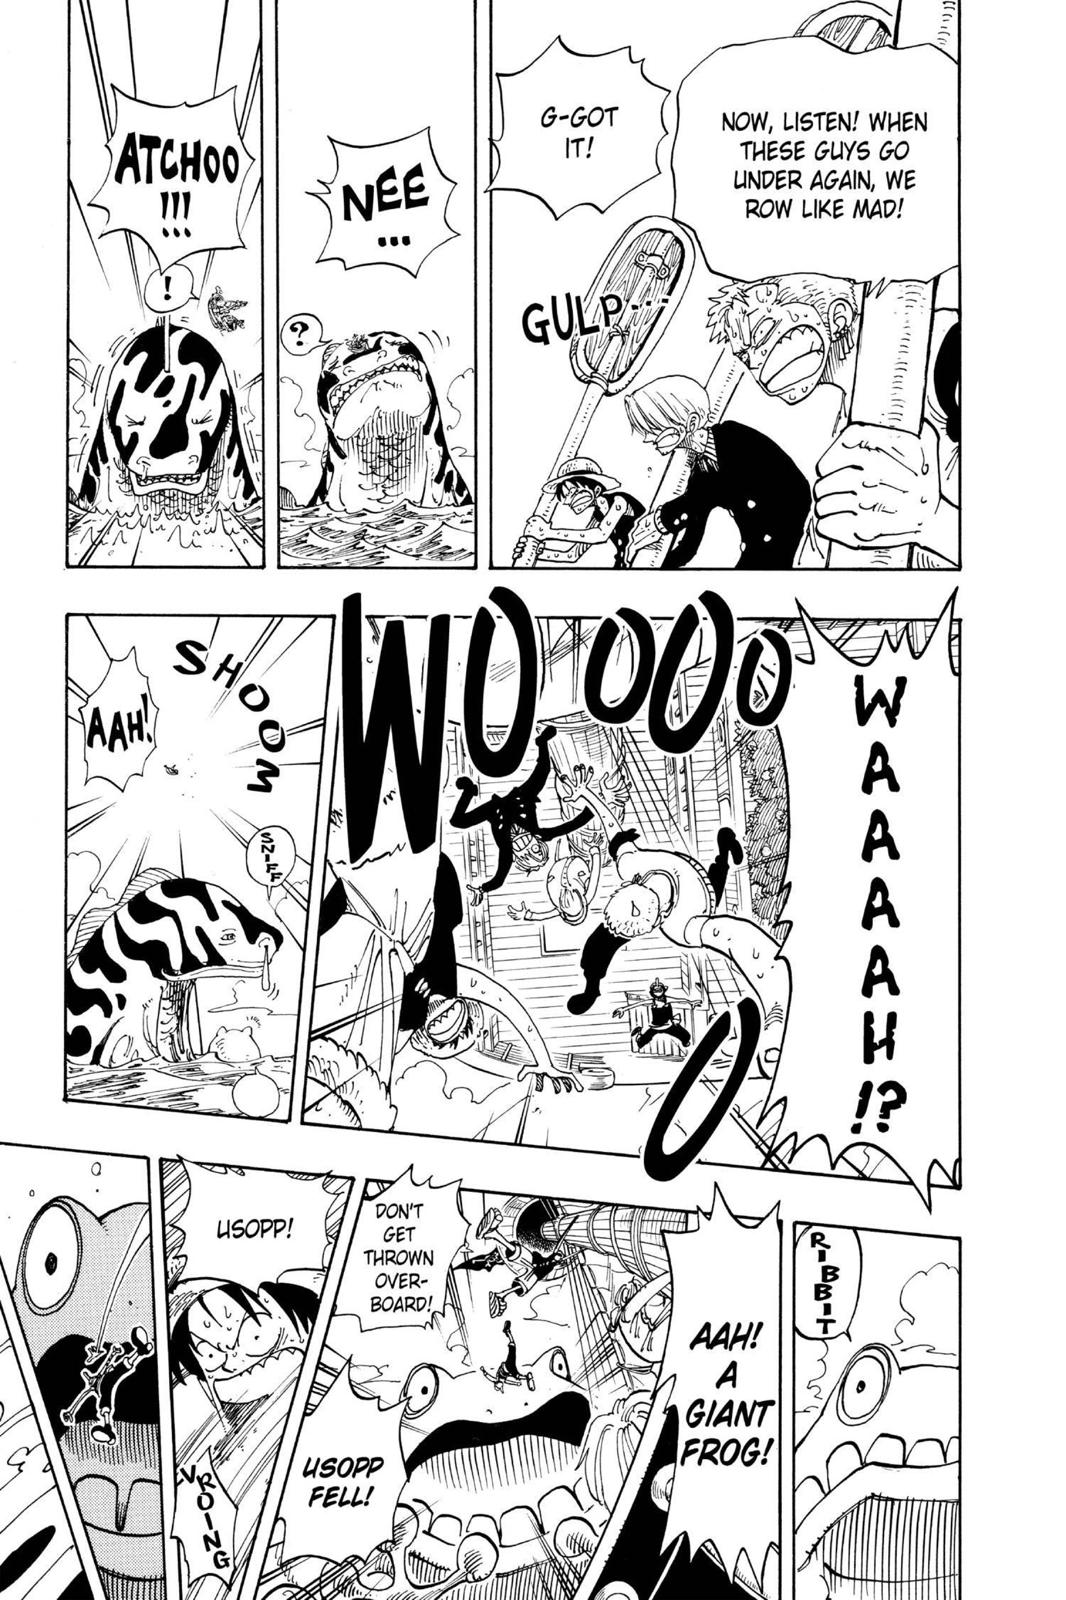 NOW, LISTEN! WHEN
THESE GUYS GO
UNDER AGAIN, WE
ROW LIKE MAD!
G-GOT
IT!
GULP....
NEE
...
?
ATCHOO
!!!
!
WAAAAAH!?
WOOOOO
O
SHOOM
AAH!
SNIFF
RIBBIT
AAH!
A
GIANT
FROG!
DON'T
GET
THROWN
OVER-
BOARD!
USOPP
FELL!
USOPP!
VROING